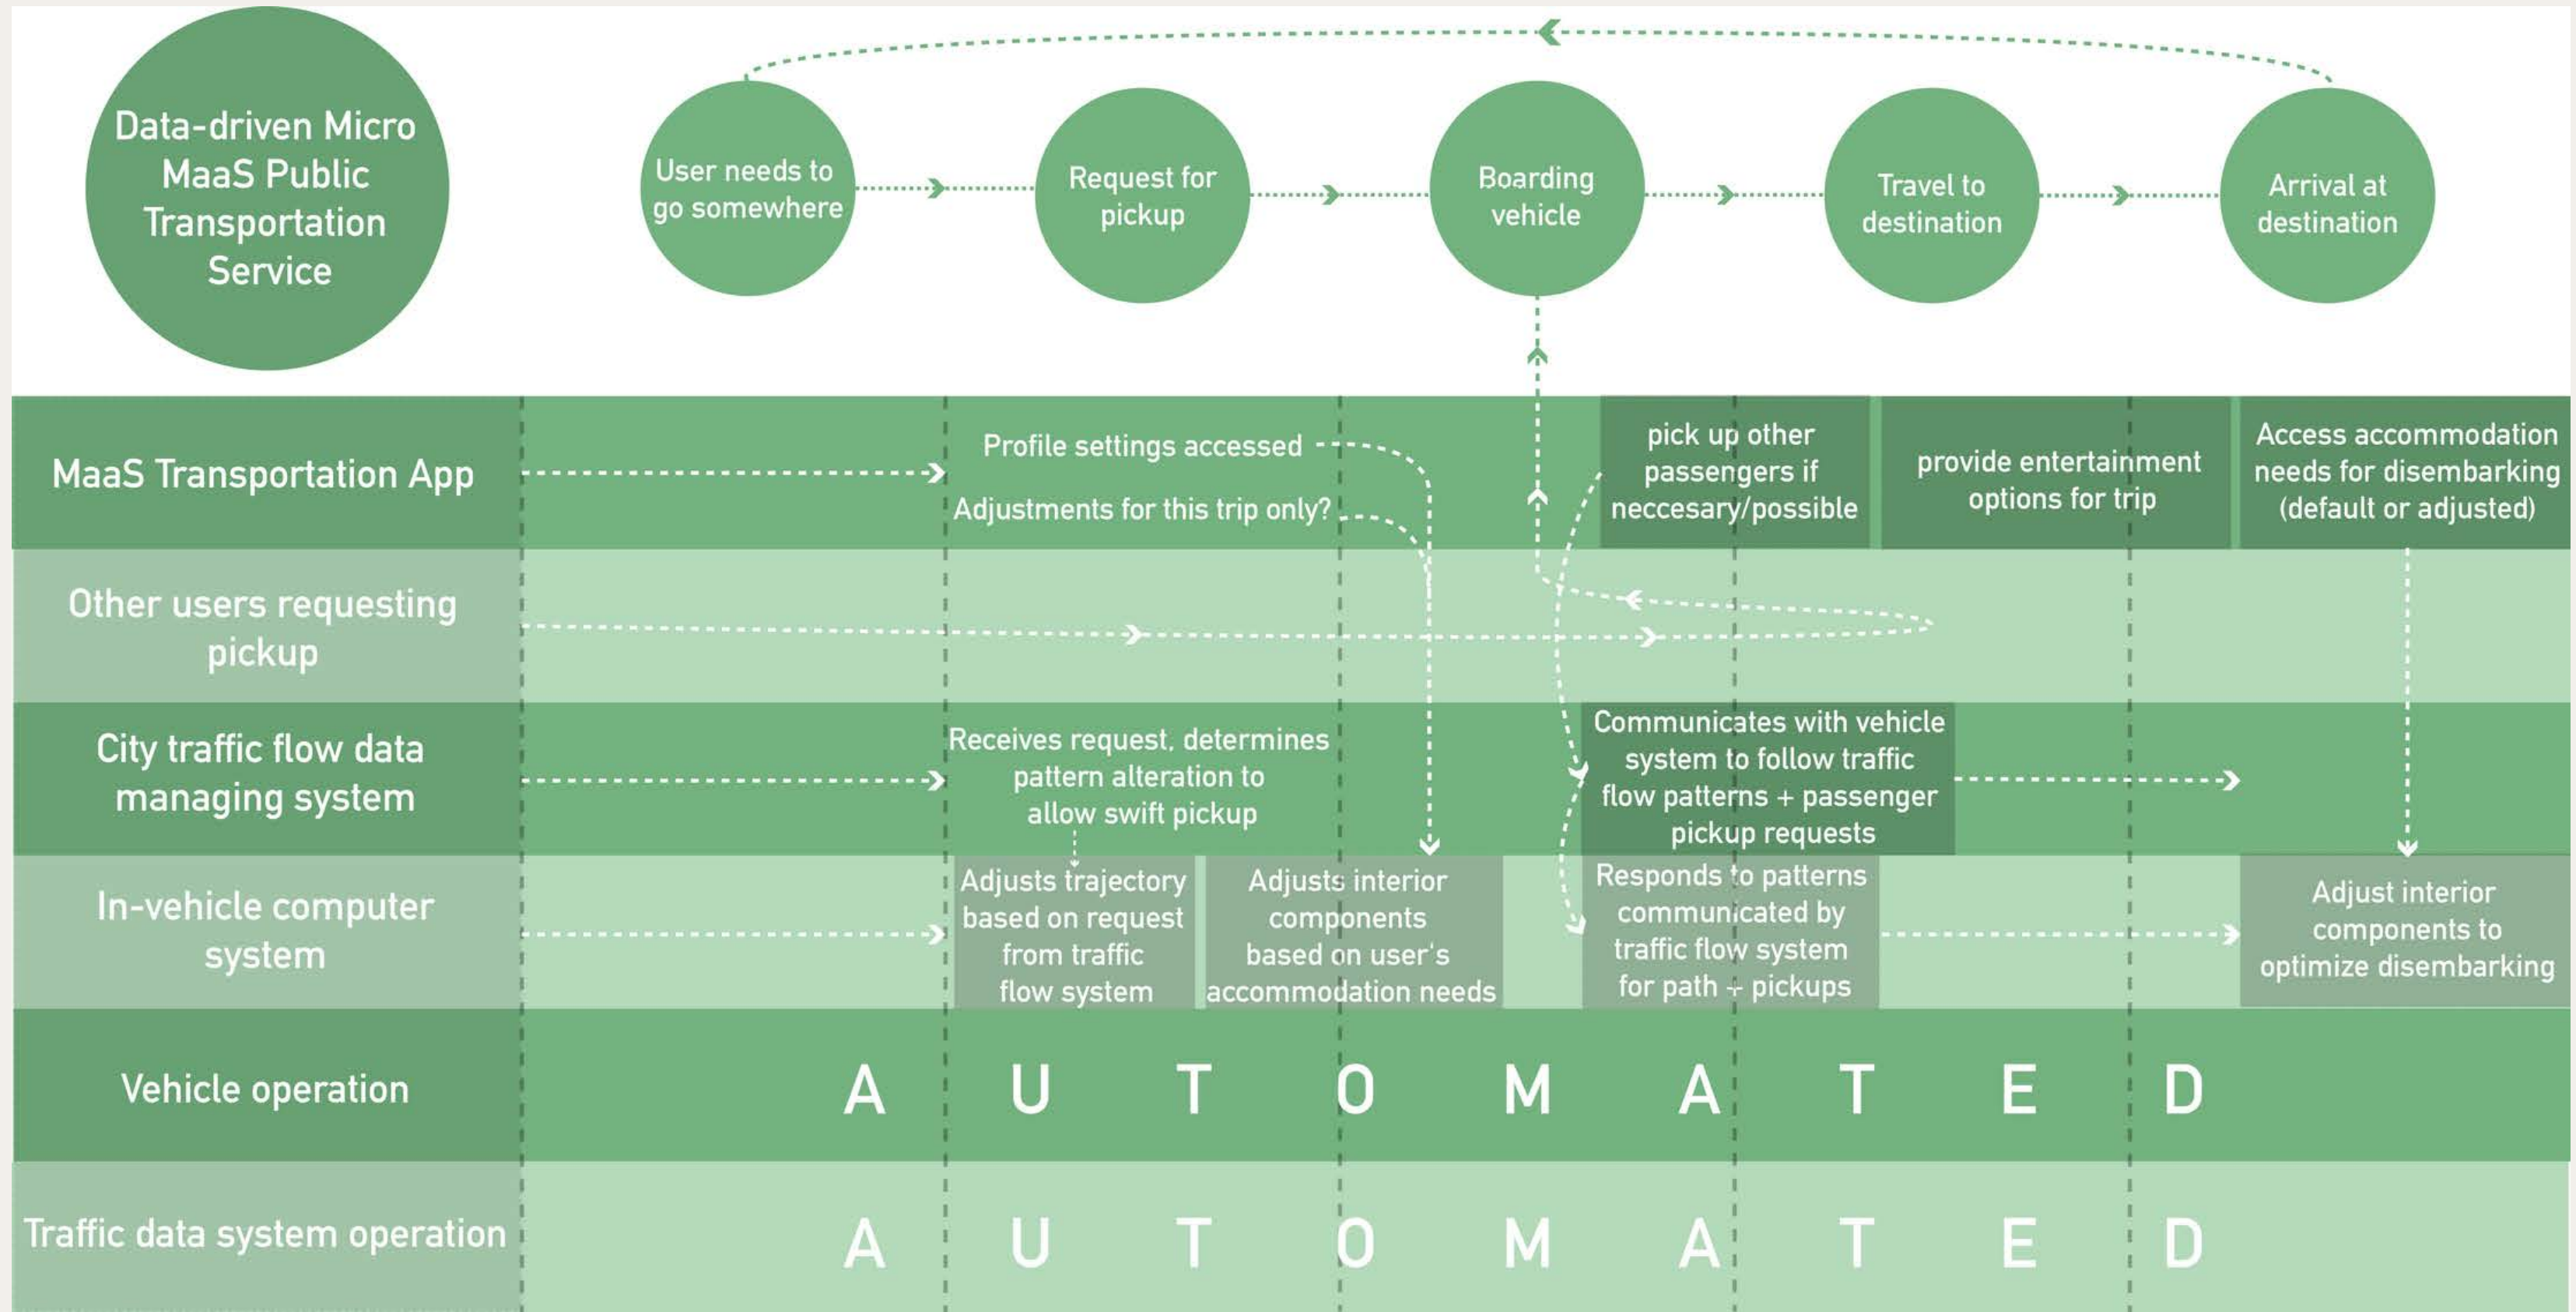 Data-driven Micro
MaaS Public
Transportation
Service
User needs to
go somewhere
Request for
pickup
Boarding
vehicle
Travel to
destination
Arrival at
destination
MaaS Transportation App
Profile settings accessed
Adjustments for this trip only?
pick up other
passengers if
neccesary/possible
provide entertainment
options for trip
Access accommodation
needs for disembarking
(default or adjusted)
Other users requesting
pickup
City traffic flow data
managing system
Receives request, determines
pattern alteration to
allow swift pickup
Communicates with vehicle
system to follow traffic
flow patterns + passenger
pickup requests
In-vehicle computer
system
Adjusts trajectory
based on request
from traffic
flow system
Adjusts interior
components
based on user's
accommodation needs
Responds to patterns
communicated by
traffic flow system
for path + pickups
Adjust interior
components to
optimize disembarking
Vehicle operation
A U T O M A T E D
Traffic data system operation
A U T O M A T E D